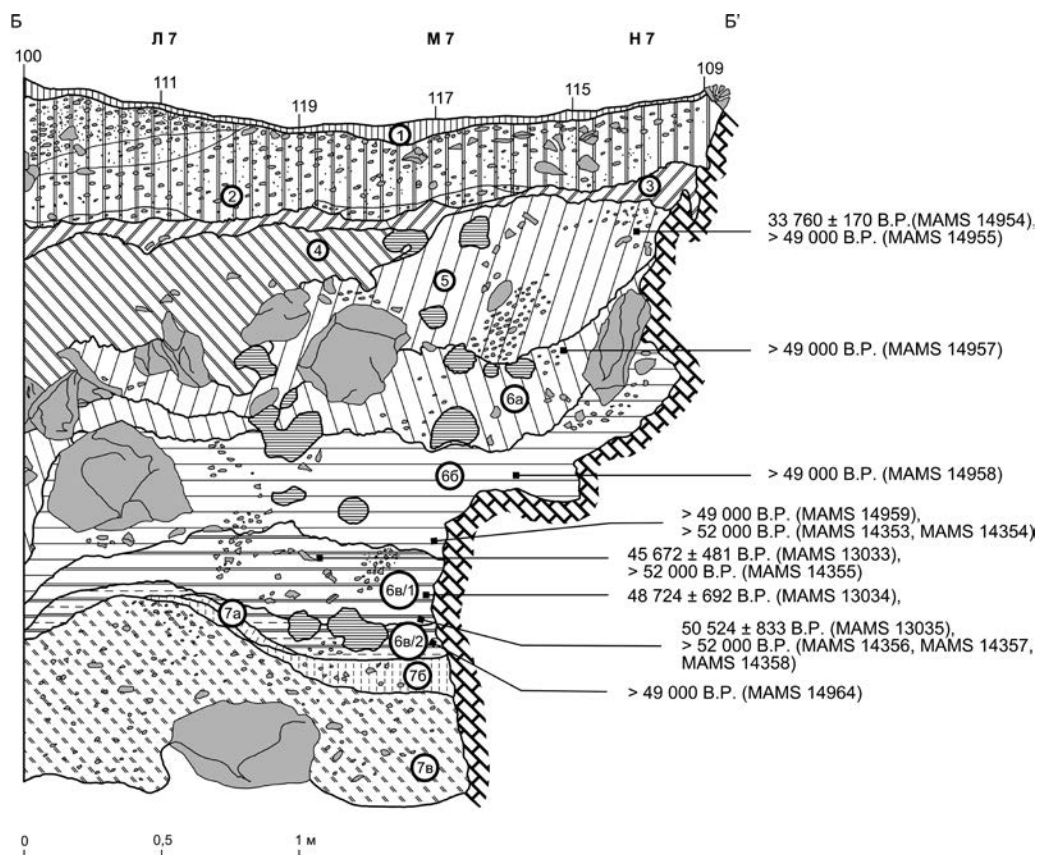 Б Б'
Л 7 М 7 Н 7
100 111 119 117 115 109
1
2
3
4
5
6а
6б
6в/1
7а
6в/2
7б
7в
33 760 ± 170 B.P.(MAMS 14954),
> 49 000 B.P. (MAMS 14955)
> 49 000 B.P. (MAMS 14957)
> 49 000 B.P. (MAMS 14958)
> 49 000 B.P. (MAMS 14959),
> 52 000 B.P. (MAMS 14353, MAMS 14354)
45 672 ± 481 B.P. (MAMS 13033),
> 52 000 B.P. (MAMS 14355)
48 724 ± 692 B.P. (MAMS 13034),
50 524 ± 833 B.P. (MAMS 13035),
> 52 000 B.P. (MAMS 14356, MAMS 14357,
MAMS 14358)
> 49 000 B.P. (MAMS 14964)
0 0,5 1 м